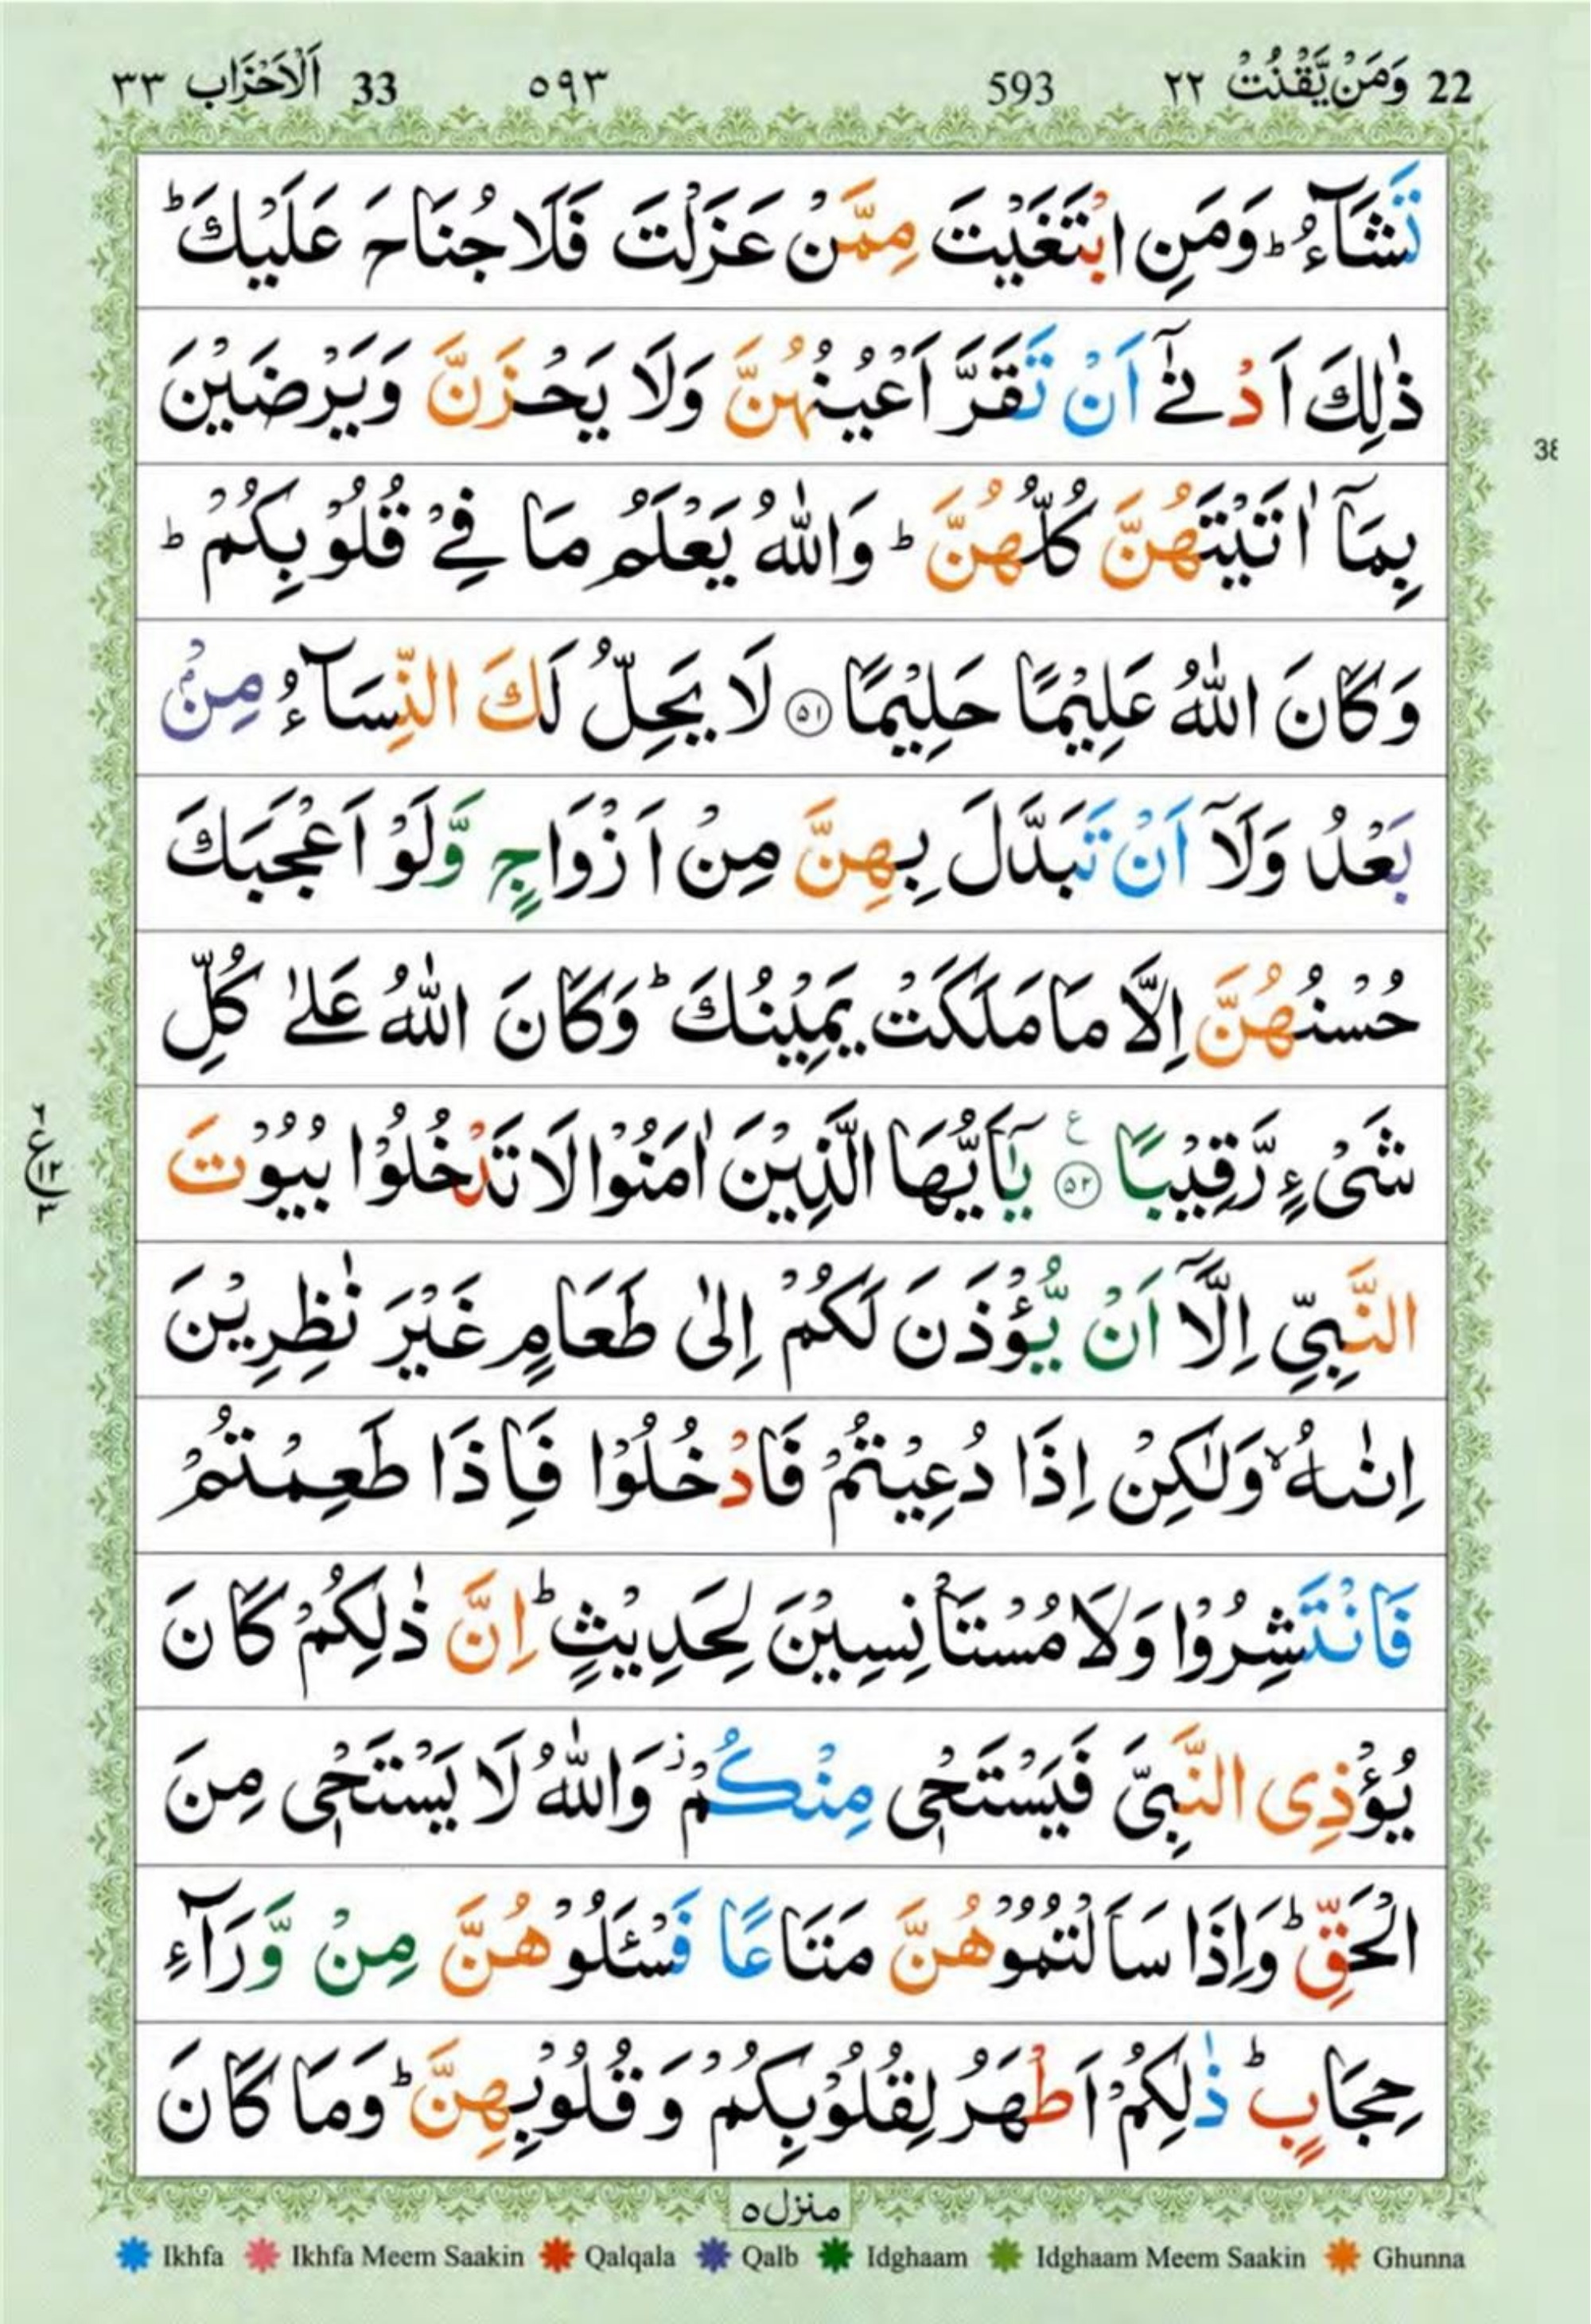 22 وَمَنْ يَّقْنُتْ ٢٢ 593 ٥٩٣ 33 اَلْاَحْزَاب ٣٣
تَشَآءُ ؕ وَمَنِ ابْتَغَيْتَ مِمَّنْ عَزَلْتَ فَلَا جُنَاحَ عَلَيْكَ ؕ
ذٰلِكَ اَدْنٰٓى اَنْ تَقَرَّ اَعْيُنُهُنَّ وَلَا يَحْزَنَّ وَيَرْضَيْنَ
38
بِمَاۤ اٰتَيْتَهُنَّ كُلُّهُنَّ ؕ وَاللّٰهُ يَعْلَمُ مَا فِىْ قُلُوْبِكُمْ ؕ
وَكَانَ اللّٰهُ عَلِيْمًا حَلِيْمًا ۝٥١ لَا يَحِلُّ لَكَ النِّسَآءُ مِنْۢ
بَعْدُ وَلَاۤ اَنْ تَبَدَّلَ بِهِنَّ مِنْ اَزْوَاجٍ وَّلَوْ اَعْجَبَكَ
حُسْنُهُنَّ اِلَّا مَا مَلَكَتْ يَمِيْنُكَ ؕ وَكَانَ اللّٰهُ عَلٰى كُلِّ
شَىْءٍ رَّقِيْبًا ۝٥٢ ع يٰۤاَيُّهَا الَّذِيْنَ اٰمَنُوْا لَا تَدْخُلُوْا بُيُوْتَ
النَّبِىِّ اِلَّاۤ اَنْ يُّؤْذَنَ لَكُمْ اِلٰى طَعَامٍ غَيْرَ نٰظِرِيْنَ
اِنٰىهُ ۙ وَلٰكِنْ اِذَا دُعِيْتُمْ فَادْخُلُوْا فَاِذَا طَعِمْتُمْ
فَانْتَشِرُوْا وَلَا مُسْتَاْنِسِيْنَ لِحَدِيْثٍ ؕ اِنَّ ذٰلِكُمْ كَانَ
يُؤْذِى النَّبِىَّ فَيَسْتَحْىٖ مِنْكُمْ ۫ وَاللّٰهُ لَا يَسْتَحْىٖ مِنَ
الْحَقِّ ؕ وَاِذَا سَاَلْتُمُوْهُنَّ مَتَاعًا فَسْـَٔلُوْهُنَّ مِنْ وَّرَآءِ
حِجَابٍ ؕ ذٰلِكُمْ اَطْهَرُ لِقُلُوْبِكُمْ وَقُلُوْبِهِنَّ ؕ وَمَا كَانَ
منزل ٥
Ikhfa Ikhfa Meem Saakin Qalqala Qalb Idghaam Idghaam Meem Saakin Ghunna